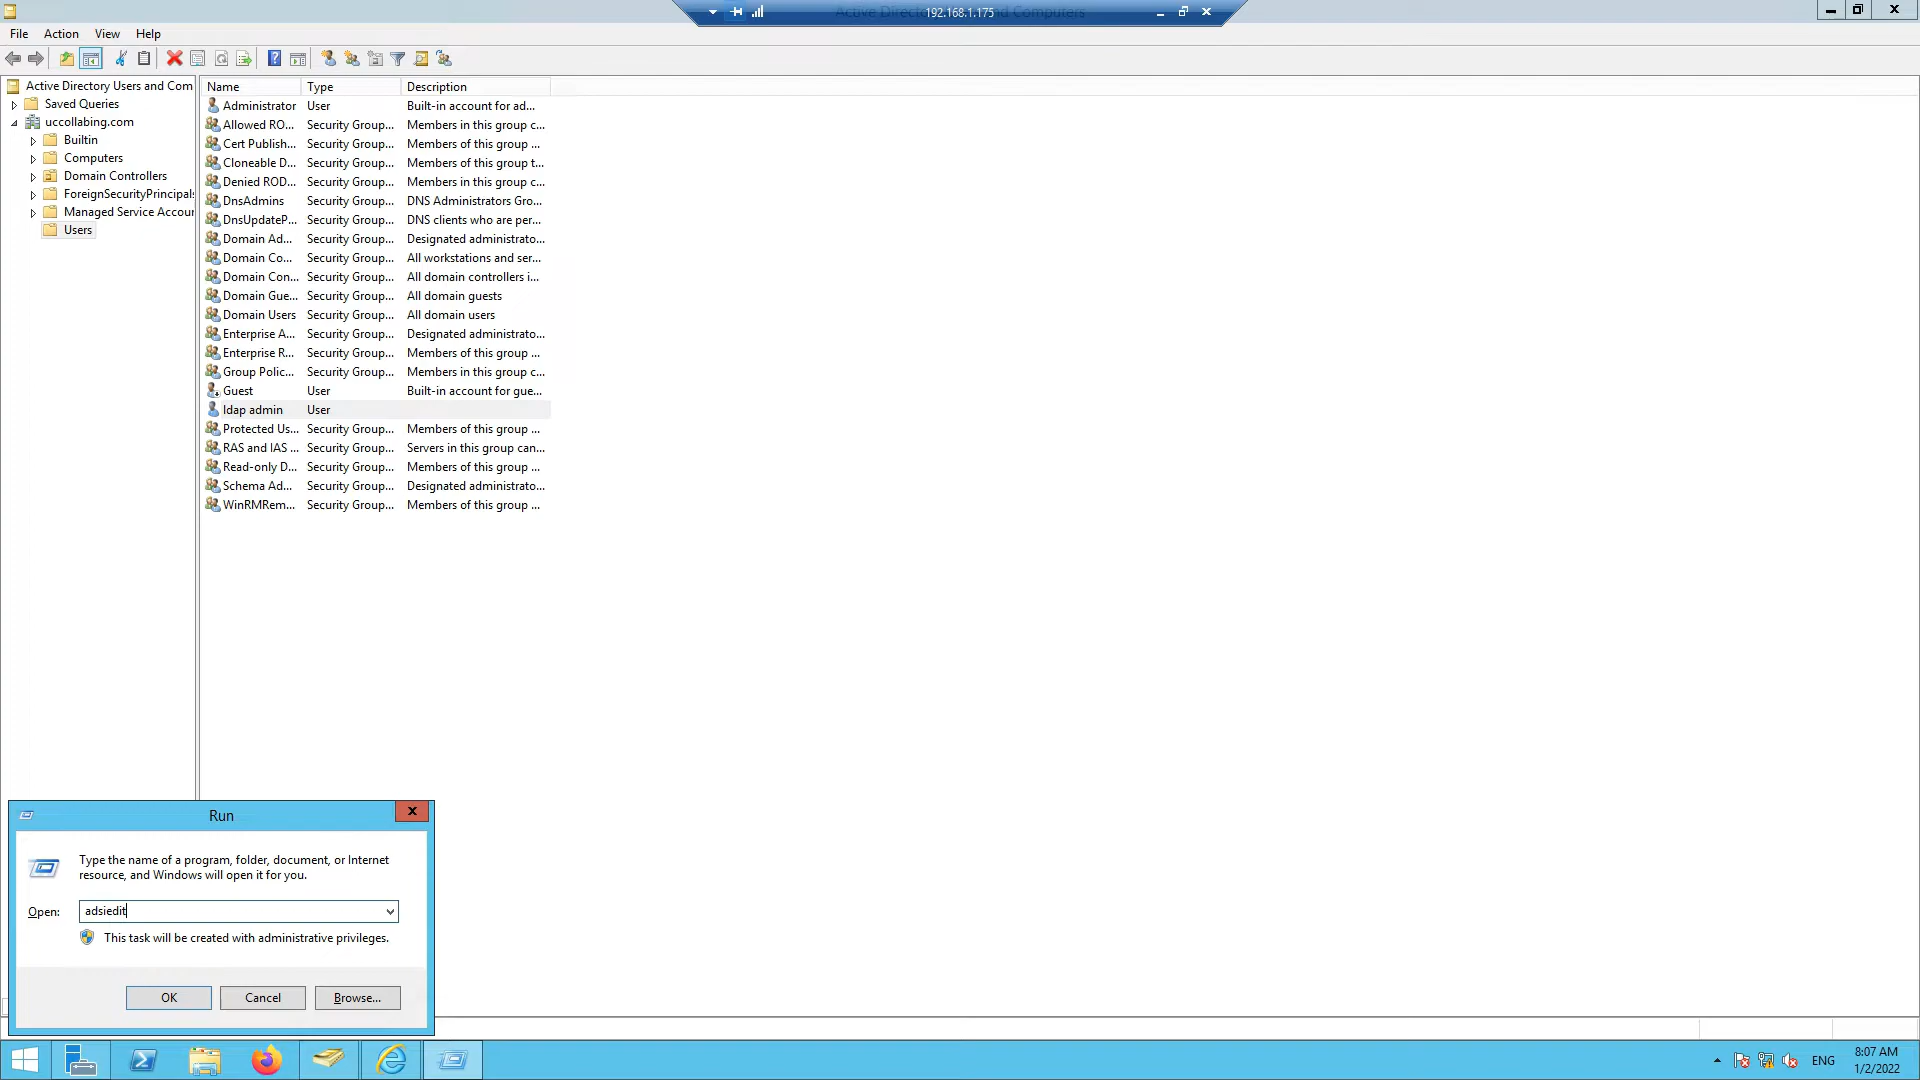 Active Directory Users and Computers
192.168.1.175
File Action View Help
Active Directory Users and Com
Saved Queries
uccollabing.com
Builtin
Computers
Domain Controllers
ForeignSecurityPrincipals
Managed Service Accour
Users
Name Type Description
Administrator User Built-in account for ad...
Allowed RO... Security Group... Members in this group c...
Cert Publish... Security Group... Members of this group ...
Cloneable D... Security Group... Members of this group t...
Denied ROD... Security Group... Members in this group c...
DnsAdmins Security Group... DNS Administrators Gro...
DnsUpdateP... Security Group... DNS clients who are per...
Domain Ad... Security Group... Designated administrato...
Domain Co... Security Group... All workstations and ser...
Domain Con... Security Group... All domain controllers i...
Domain Gue... Security Group... All domain guests
Domain Users Security Group... All domain users
Enterprise A... Security Group... Designated administrato...
Enterprise R... Security Group... Members of this group ...
Group Polic... Security Group... Members in this group c...
Guest User Built-in account for gue...
ldap admin User
Protected Us... Security Group... Members of this group ...
RAS and IAS ... Security Group... Servers in this group can...
Read-only D... Security Group... Members of this group ...
Schema Ad... Security Group... Designated administrato...
WinRMRem... Security Group... Members of this group ...
Run
Type the name of a program, folder, document, or Internet
resource, and Windows will open it for you.
Open: adsiedit
This task will be created with administrative privileges.
OK Cancel Browse...
ENG
8:07 AM
1/2/2022